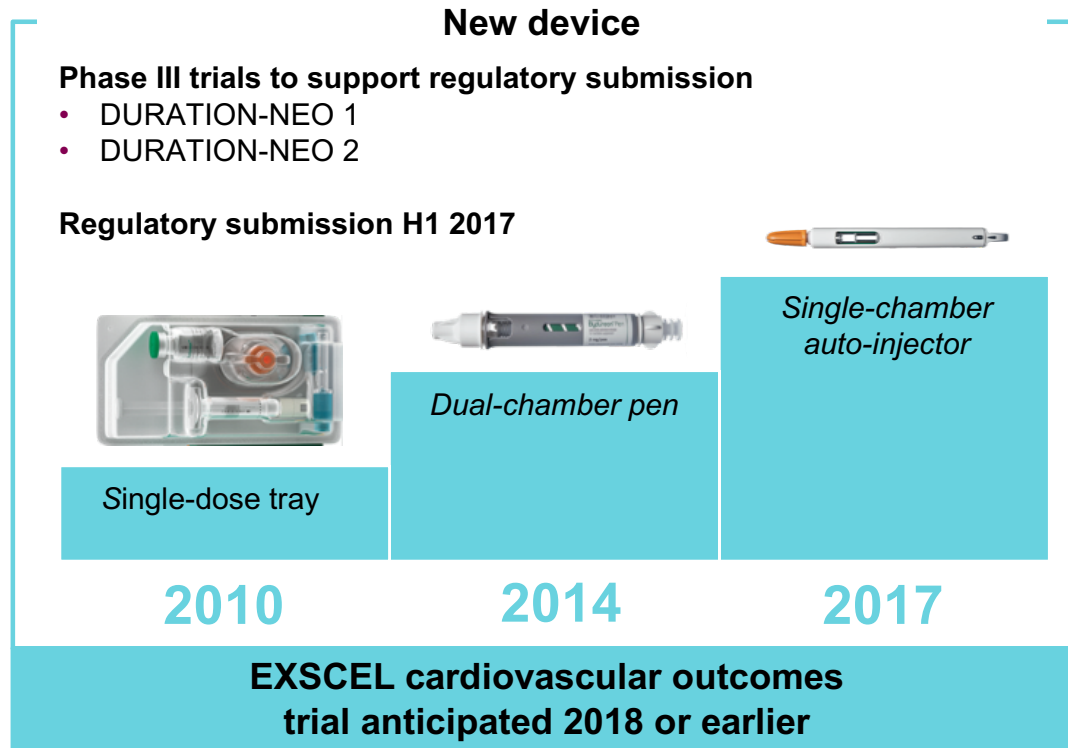 New device
Phase III trials to support regulatory submission
• DURATION-NEO 1
• DURATION-NEO 2
Regulatory submission H1 2017
Single-chamber
auto-injector
Dual-chamber pen
Single-dose tray
2010
2014
2017
EXSCEL cardiovascular outcomes
trial anticipated 2018 or earlier